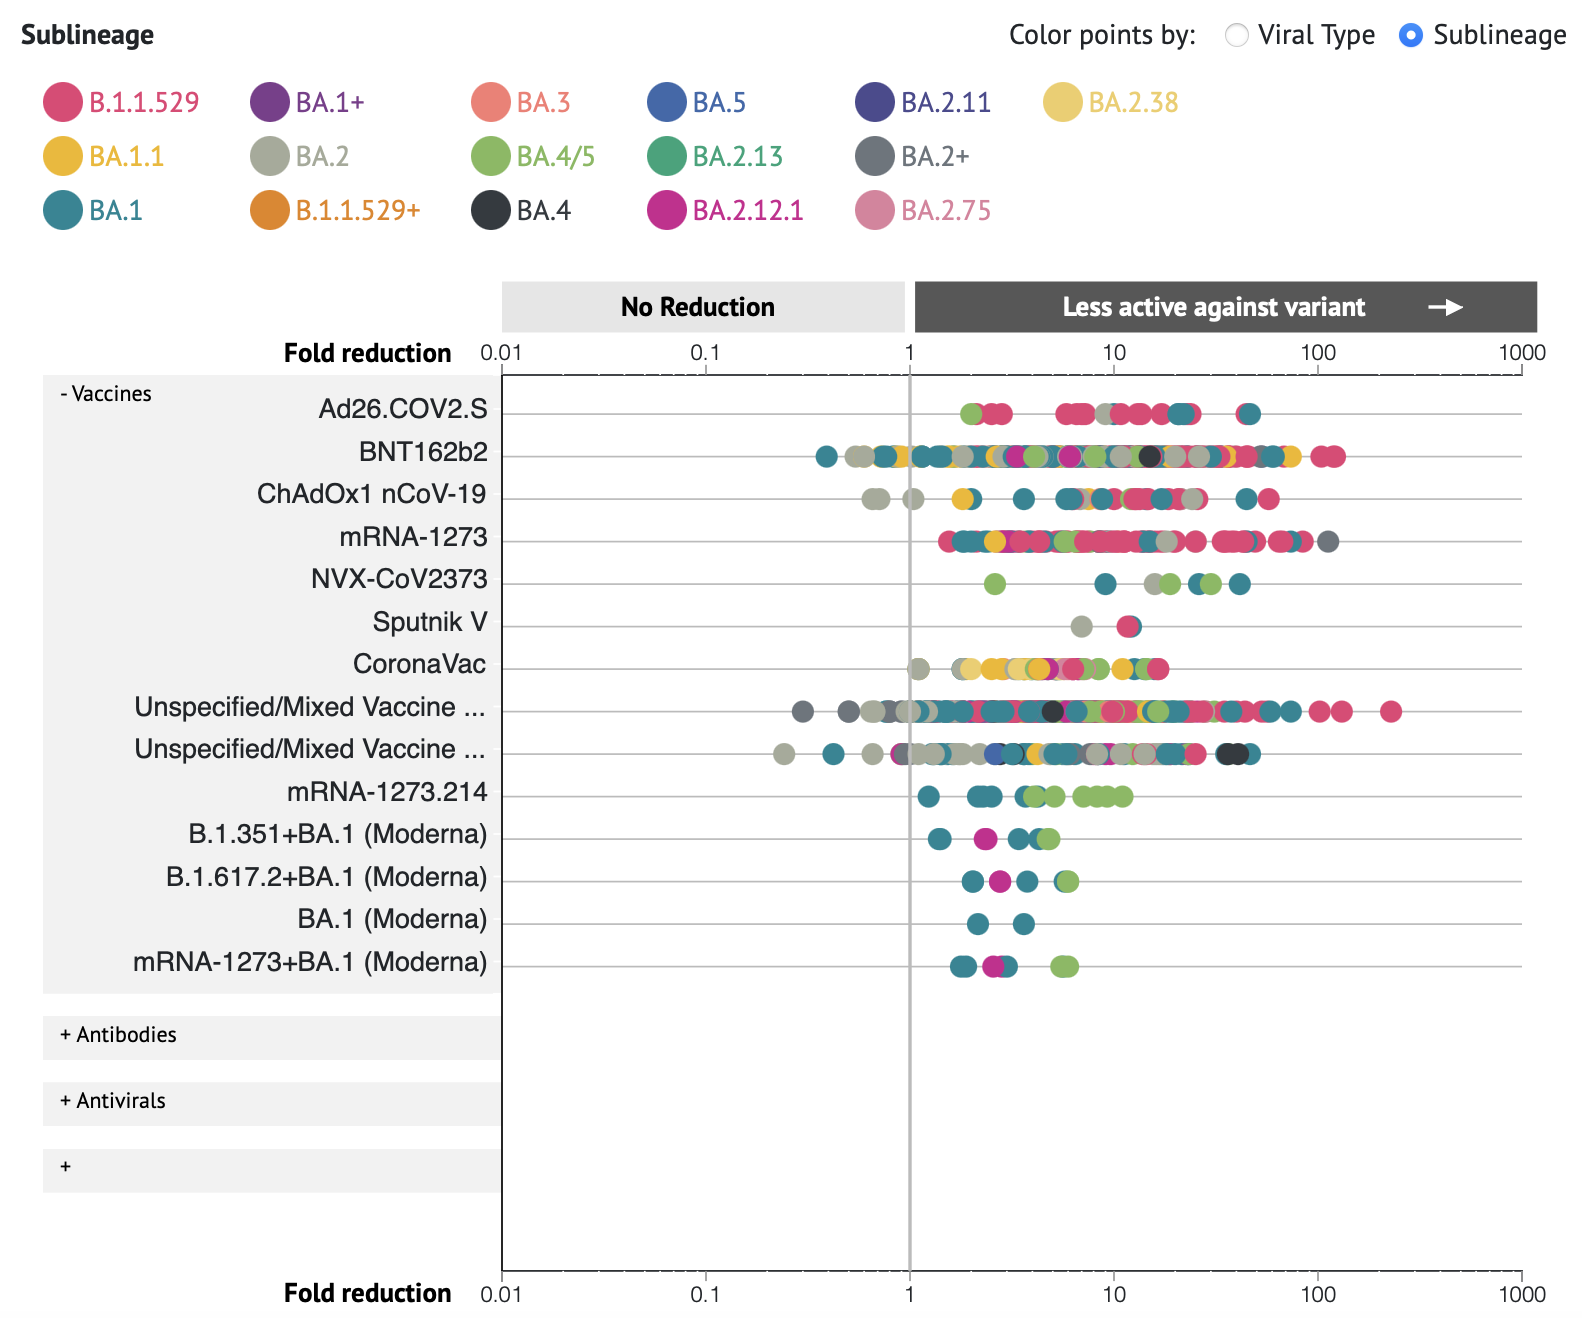 Sublineage
Color points by: Viral Type Sublineage
B.1.1.529 BA.1+ BA.3 BA.5 BA.2.11 BA.2.38
BA.1.1 BA.2 BA.4/5 BA.2.13 BA.2+
BA.1 B.1.1.529+ BA.4 BA.2.12.1 BA.2.75
No Reduction Less active against variant →
Fold reduction 0.01 0.1 1 10 100 1000
- Vaccines
Ad26.COV2.S
BNT162b2
ChAdOx1 nCoV-19
mRNA-1273
NVX-CoV2373
Sputnik V
CoronaVac
Unspecified/Mixed Vaccine ...
Unspecified/Mixed Vaccine ...
mRNA-1273.214
B.1.351+BA.1 (Moderna)
B.1.617.2+BA.1 (Moderna)
BA.1 (Moderna)
mRNA-1273+BA.1 (Moderna)
+ Antibodies
+ Antivirals
+
Fold reduction 0.01 0.1 1 10 100 1000